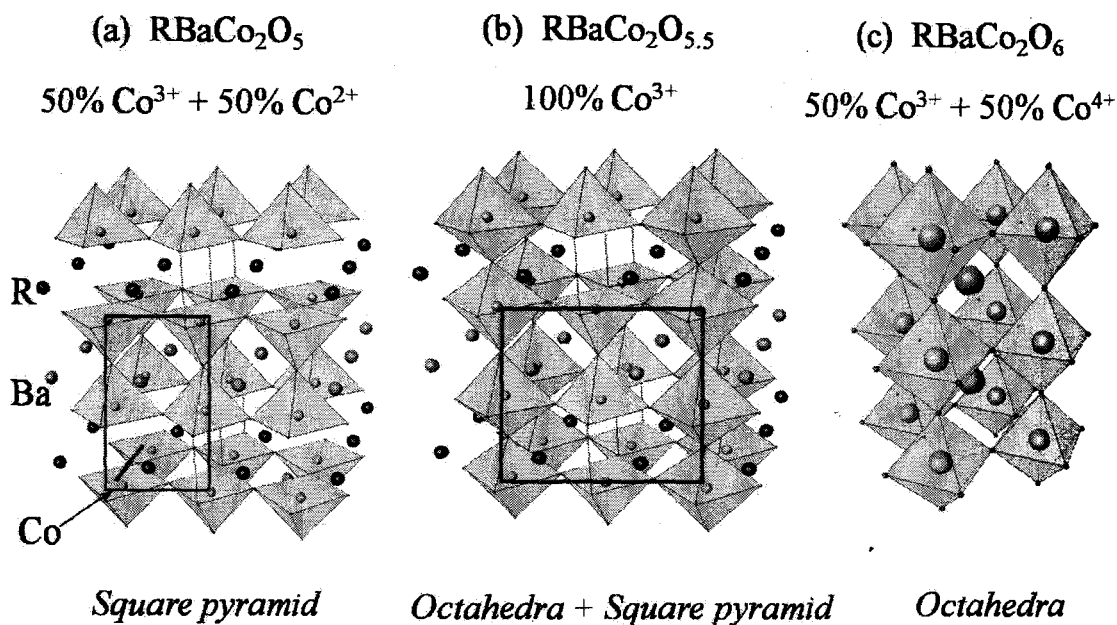 (a) RBaCo₂O₅
50% Co³⁺ + 50% Co²⁺
(b) RBaCo₂O₅.₅
100% Co³⁺
(c) RBaCo₂O₆
50% Co³⁺ + 50% Co⁴⁺
R
Ba
Co
Square pyramid
Octahedra + Square pyramid
Octahedra